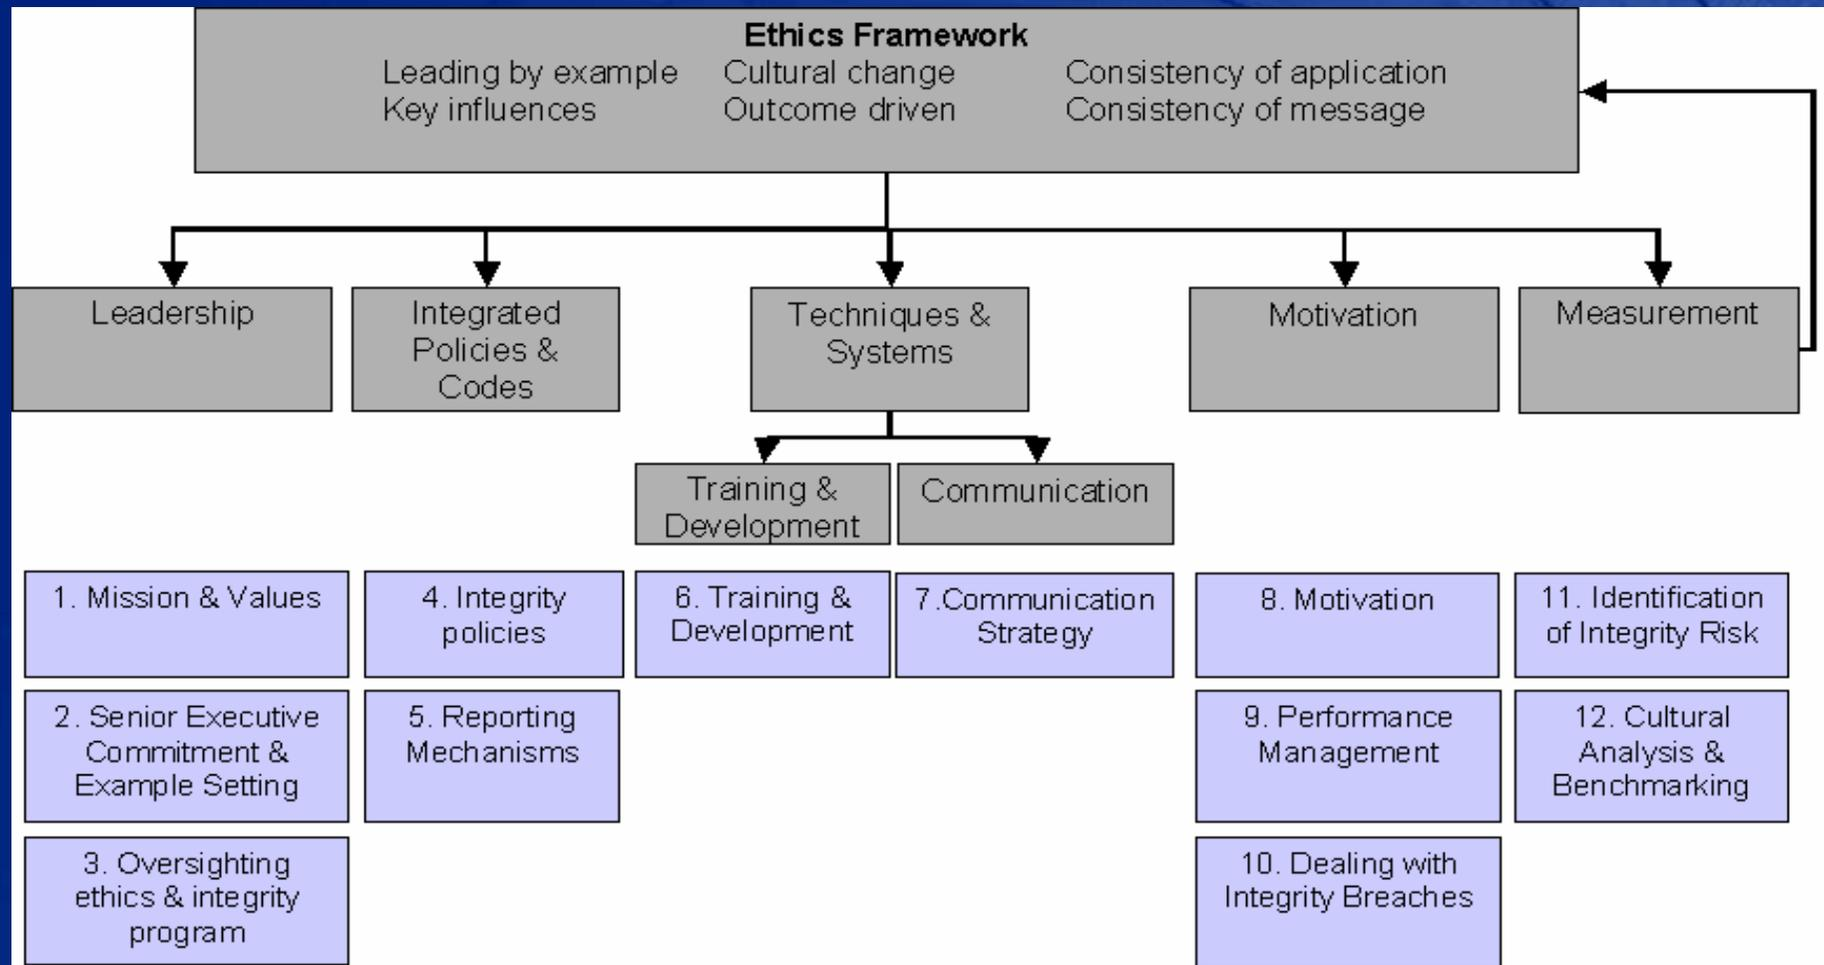 Ethics Framework
Leading by example Cultural change Consistency of application
Key influences Outcome driven Consistency of message
Leadership
Integrated
Policies &
Codes
Techniques &
Systems
Motivation
Measurement
Training &
Development
Communication
1. Mission & Values
4. Integrity
policies
6. Training &
Development
7.Communication
Strategy
8. Motivation
11. Identification
of Integrity Risk
2. Senior Executive
Commitment &
Example Setting
5. Reporting
Mechanisms
9. Performance
Management
12. Cultural
Analysis &
Benchmarking
3. Oversighting
ethics & integrity
program
10. Dealing with
Integrity Breaches